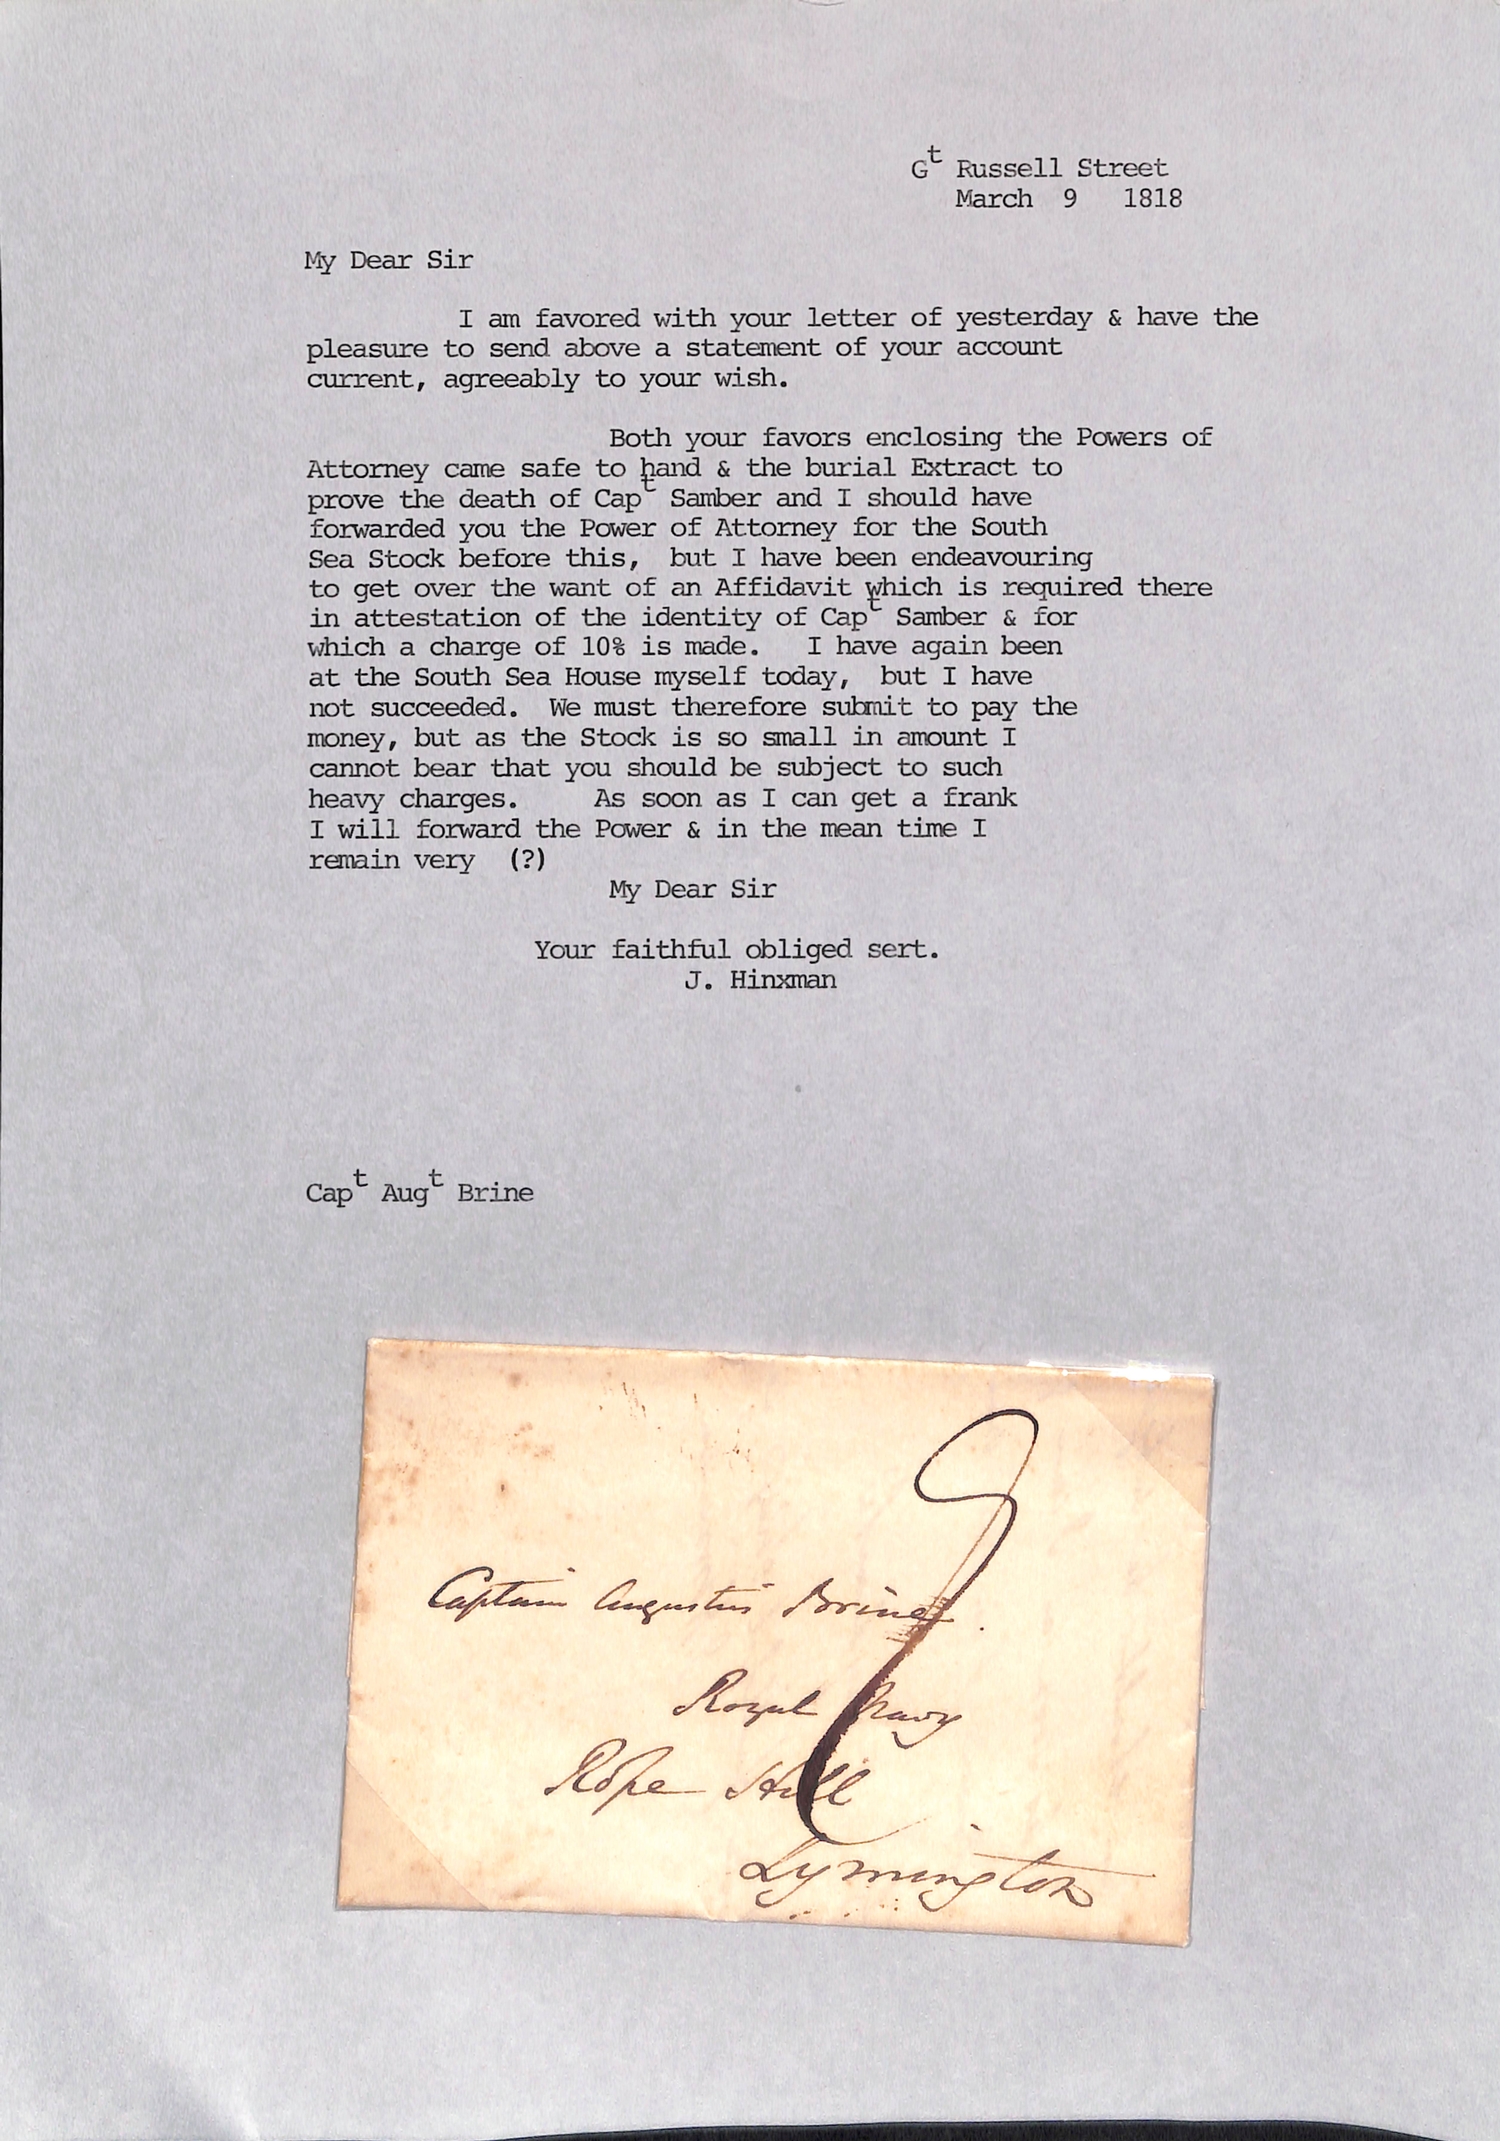 Gt Russell Street
March 9 1818
My Dear Sir
I am favored with your letter of yesterday & have the
pleasure to send above a statement of your account
current, agreeably to your wish.
Both your favors enclosing the Powers of
Attorney came safe to hand & the burial Extract to
prove the death of Capt Samber and I should have
forwarded you the Power of Attorney for the South
Sea Stock before this, but I have been endeavouring
to get over the want of an Affidavit which is required there
in attestation of the identity of Capt Samber & for
which a charge of 10% is made. I have again been
at the South Sea House myself today, but I have
not succeeded. We must therefore submit to pay the
money, but as the Stock is so small in amount I
cannot bear that you should be subject to such
heavy charges. As soon as I can get a frank
I will forward the Power & in the mean time I
remain very (?)
My Dear Sir
Your faithful obliged sert.
J. Hinxman
Capt Augt Brine
Captain Augustus Brine
Royal Navy
Rope Hill
Lymington